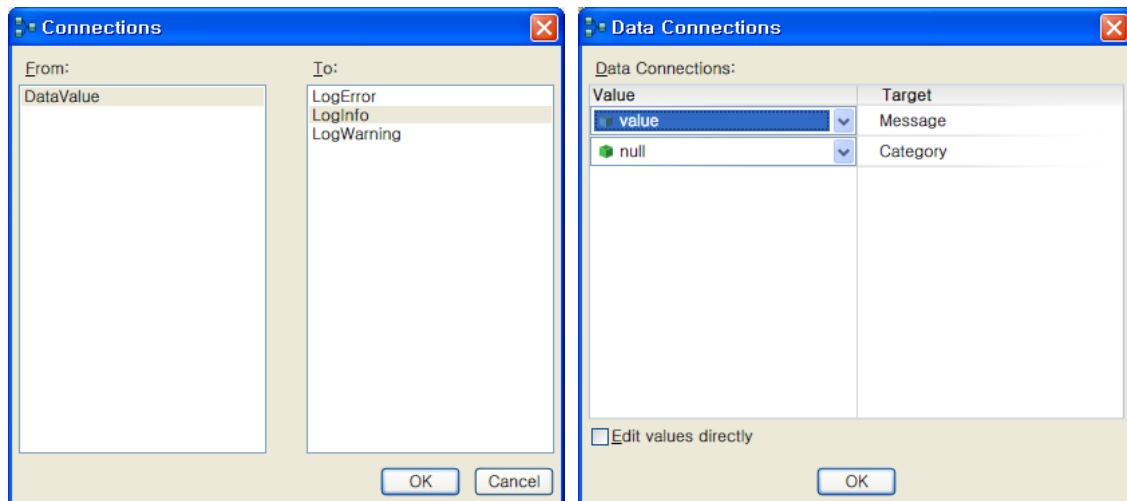 Connections
From:
To:
DataValue
LogError
LogInfo
LogWarning
OK
Cancel
Data Connections
Data Connections:
Value
Target
value
Message
null
Category
Edit values directly
OK